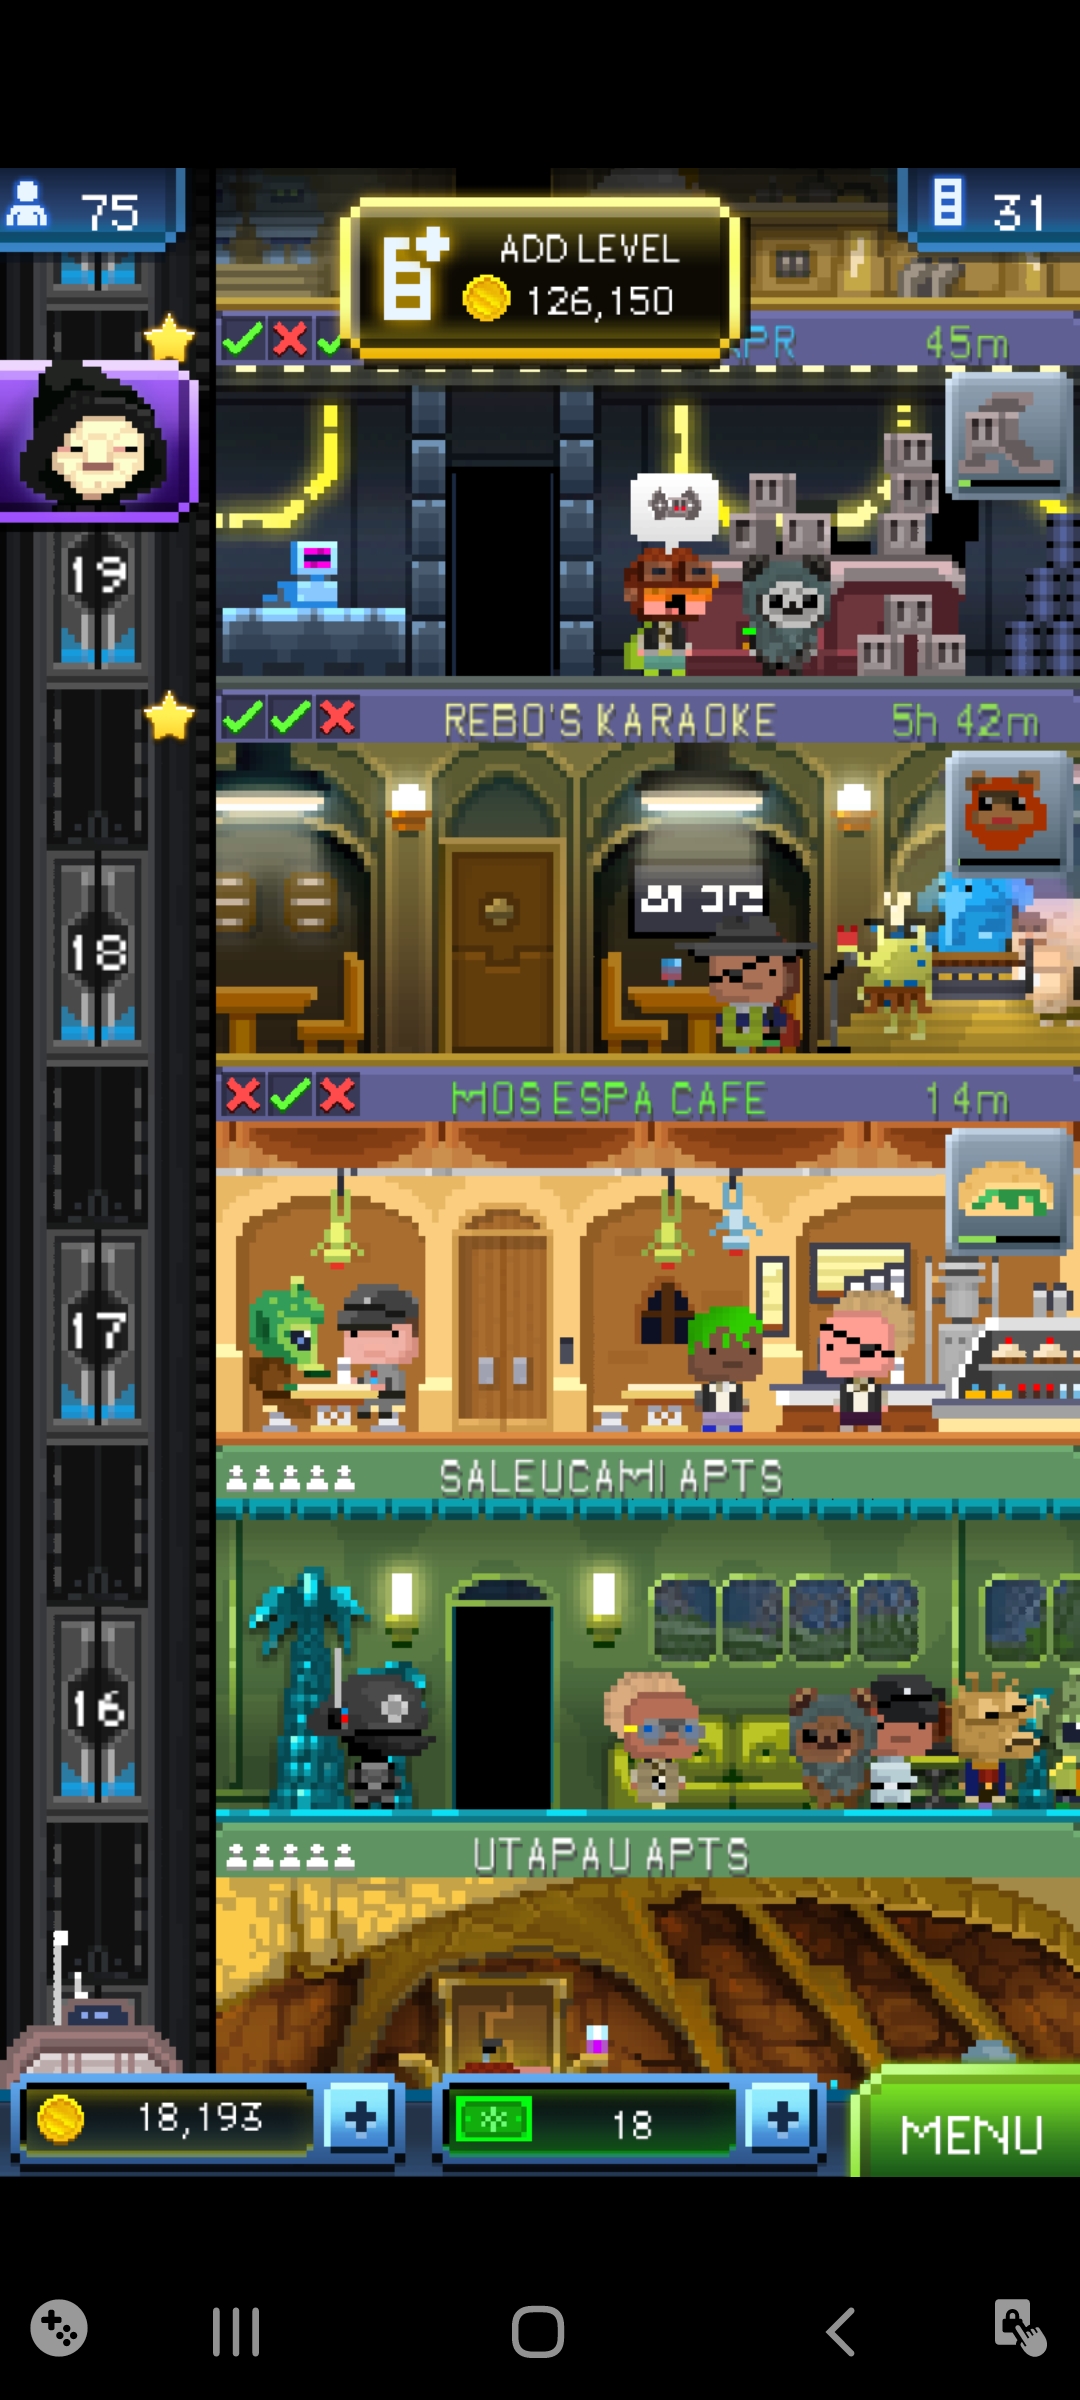 75
ADD LEVEL
126,150
31
45m
19
REBO'S KARAOKE
5h 42m
18
MOS ESPA CAFE
14m
17
SALEUCAMI APTS
16
UTAPAU APTS
18,193
18
MENU